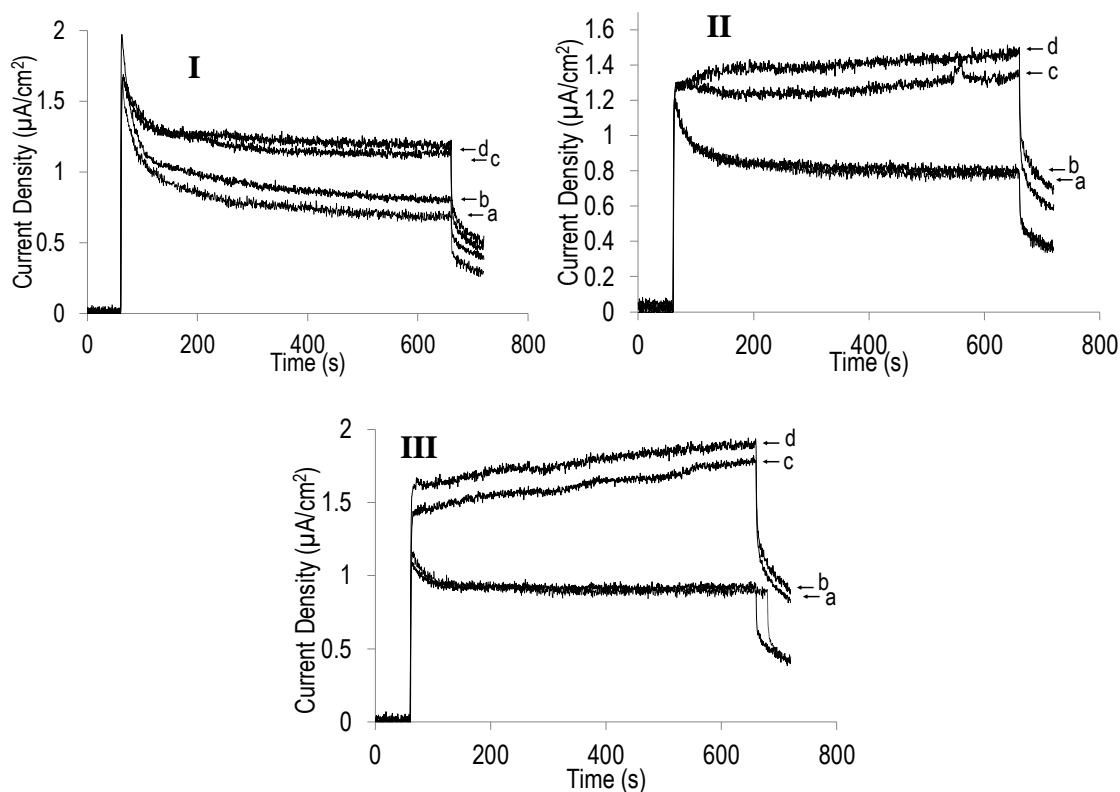 I
Current Density (µA/cm²)
2
1.5
1
0.5
0
0 200 400 600 800
Time (s)
d
c
b
a
II
Current Density (µA/cm²)
1.6
1.4
1.2
1
0.8
0.6
0.4
0.2
0
0 200 400 600 800
Time (s)
d
c
b
a
III
Current Density (µA/cm²)
2
1.5
1
0.5
0
0 200 400 600 800
Time (s)
d
c
b
a